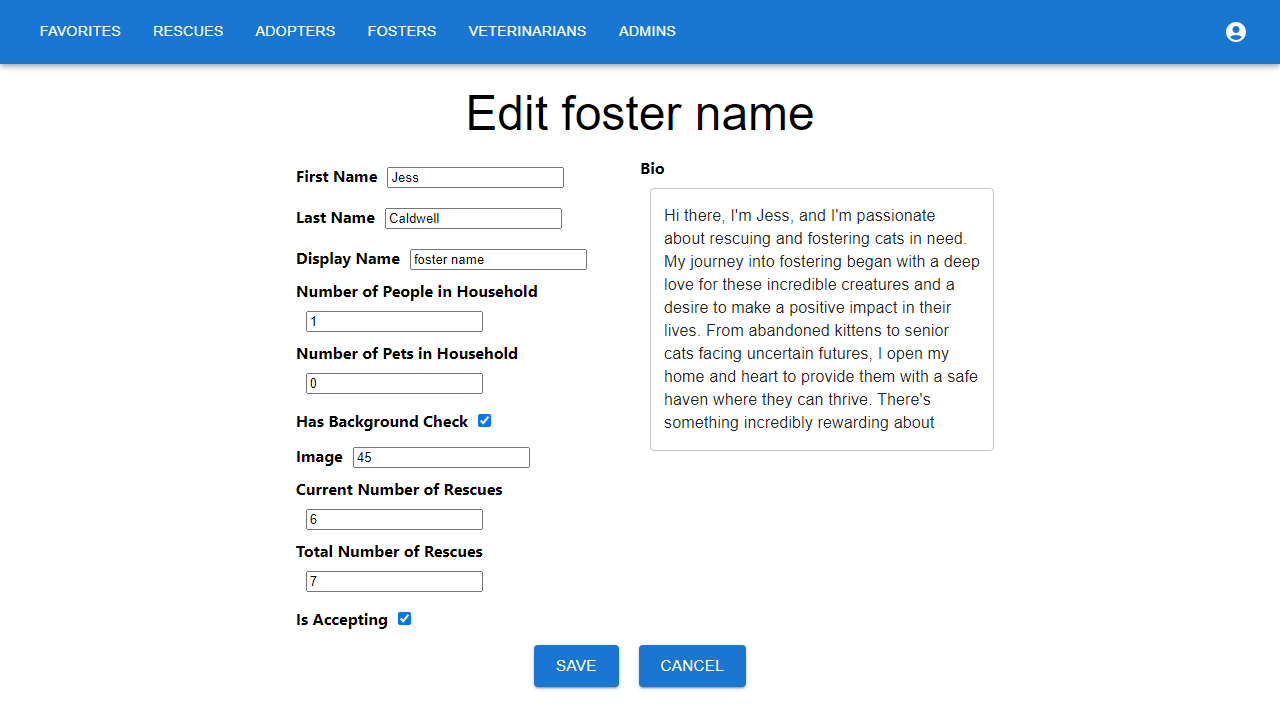 FAVORITES RESCUES ADOPTERS FOSTERS VETERINARIANS ADMINS
Edit foster name
First Name Jess
Last Name Caldwell
Display Name foster name
Number of People in Household
1
Number of Pets in Household
0
Has Background Check
Image 45
Current Number of Rescues
6
Total Number of Rescues
7
Is Accepting
Bio
Hi there, I'm Jess, and I'm passionate
about rescuing and fostering cats in need.
My journey into fostering began with a deep
love for these incredible creatures and a
desire to make a positive impact in their
lives. From abandoned kittens to senior
cats facing uncertain futures, I open my
home and heart to provide them with a safe
haven where they can thrive. There's
something incredibly rewarding about
SAVE CANCEL